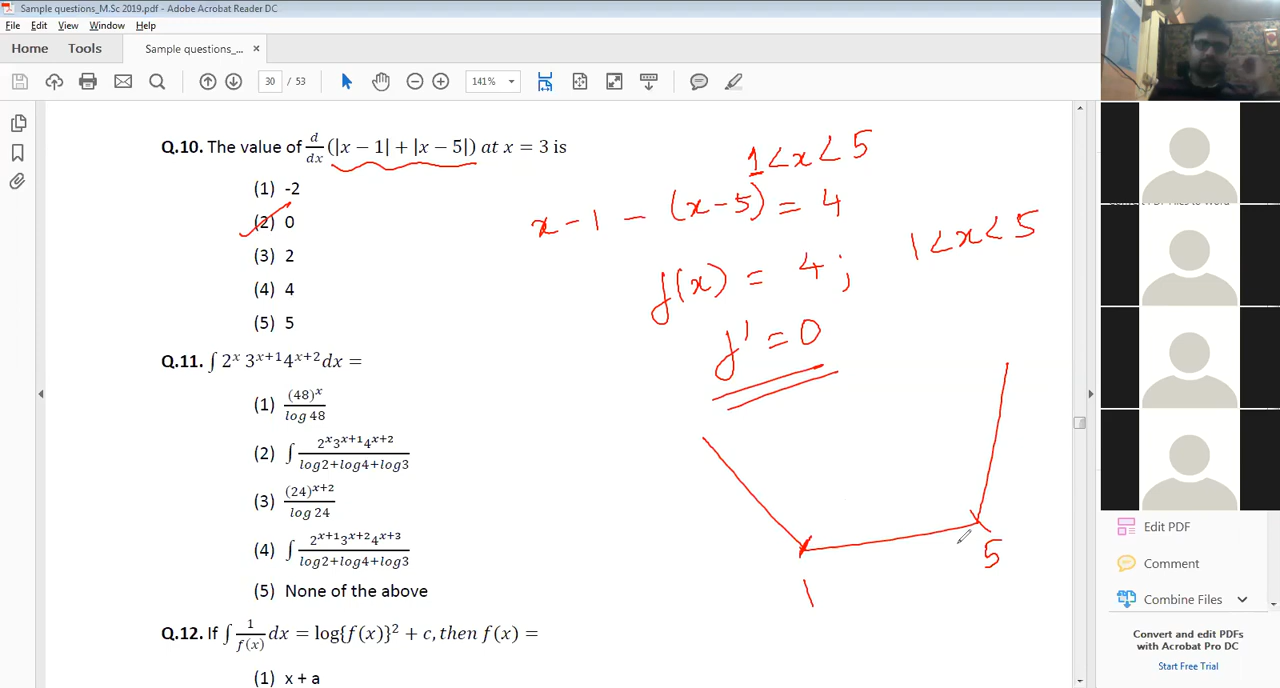 Sample questions_M.Sc 2019.pdf - Adobe Acrobat Reader DC
File Edit View Window Help
Home Tools Sample questions_... ×
30 / 53 141%
Q.10. The value of d/dx (|x − 1| + |x − 5|) at x = 3 is
(1) -2
(2) 0
(3) 2
(4) 4
(5) 5
1 < x < 5
x - 1 - (x - 5) = 4
f(x) = 4 ; 1 < x < 5
f' = 0
1
5
Q.11. ∫ 2^x 3^(x+1) 4^(x+2) dx =
(1) (48)^x / log 48
(2) ∫ 2^x 3^(x+1) 4^(x+2) / log2+log4+log3
(3) (24)^(x+2) / log 24
(4) ∫ 2^(x+1) 3^(x+2) 4^(x+3) / log2+log4+log3
(5) None of the above
Q.12. If ∫ 1/f(x) dx = log{f(x)}² + c, then f(x) =
(1) x + a
Edit PDF
Comment
Combine Files
Convert and edit PDFs
with Acrobat Pro DC
Start Free Trial